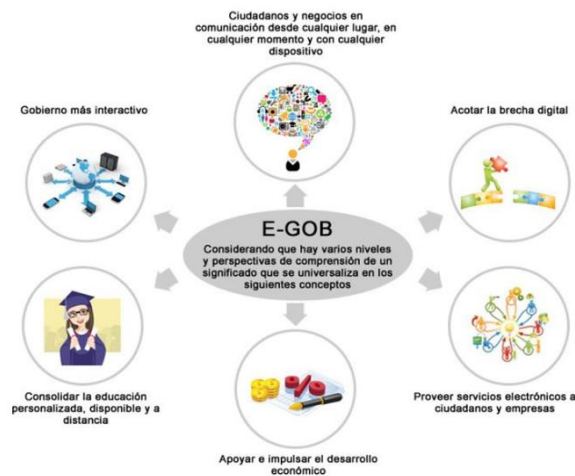 Ciudadanos y negocios en
comunicación desde cualquier lugar, en
cualquier momento y con cualquier
dispositivo
Gobierno más interactivo
Acotar la brecha digital
E-GOB
Considerando que hay varios niveles
y perspectivas de comprensión de un
significado que se universaliza en los
siguientes conceptos
Consolidar la educación
personalizada, disponible y a
distancia
Proveer servicios electrónicos a
ciudadanos y empresas
%
Apoyar e impulsar el desarrollo
económico